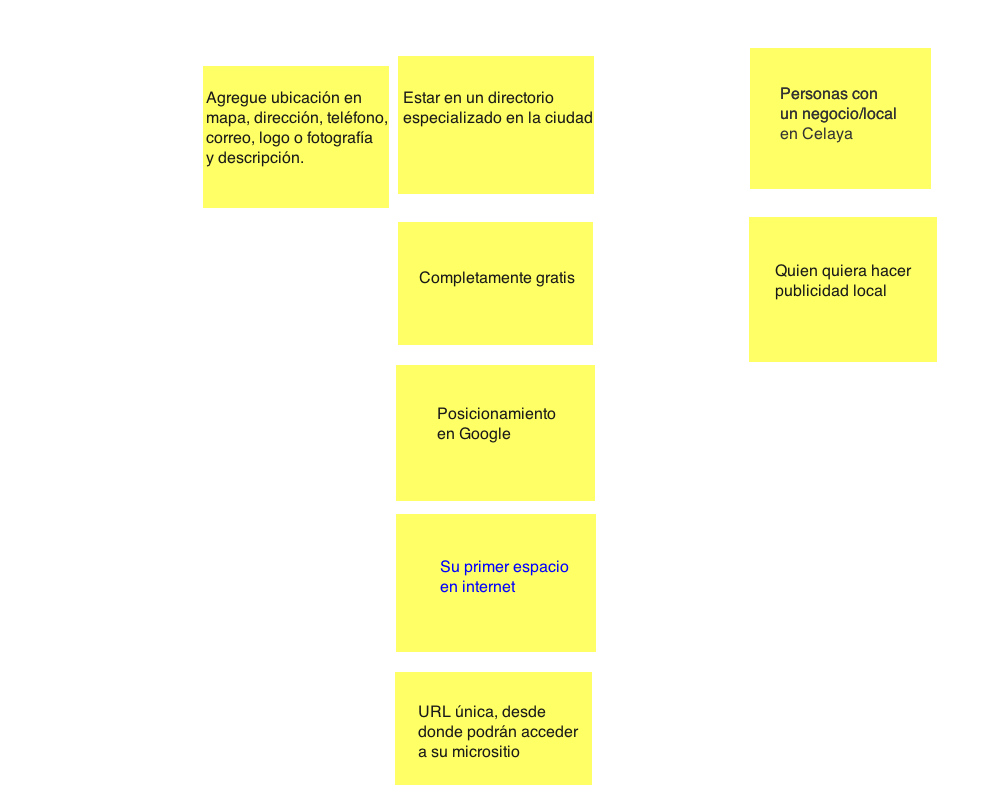 Agregue ubicación en
mapa, dirección, teléfono,
correo, logo o fotografía
y descripción.
Estar en un directorio
especializado en la ciudad
Completamente gratis
Posicionamiento
en Google
Su primer espacio
en internet
URL única, desde
donde podrán acceder
a su micrositio
Personas con
un negocio/local
en Celaya
Quien quiera hacer
publicidad local